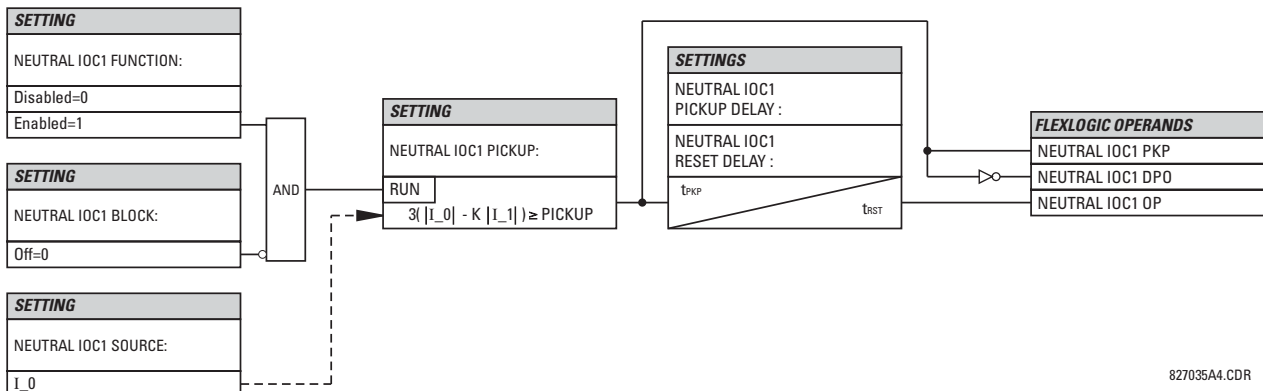 SETTING
NEUTRAL IOC1 FUNCTION:
Disabled=0
Enabled=1
SETTING
NEUTRAL IOC1 BLOCK:
Off=0
SETTING
NEUTRAL IOC1 SOURCE:
I_0
AND
SETTING
NEUTRAL IOC1 PICKUP:
RUN
3( |I_0| - K |I_1| ) ≥ PICKUP
SETTINGS
NEUTRAL IOC1
PICKUP DELAY :
NEUTRAL IOC1
RESET DELAY :
tPKP
tRST
FLEXLOGIC OPERANDS
NEUTRAL IOC1 PKP
NEUTRAL IOC1 DPO
NEUTRAL IOC1 OP
827035A4.CDR